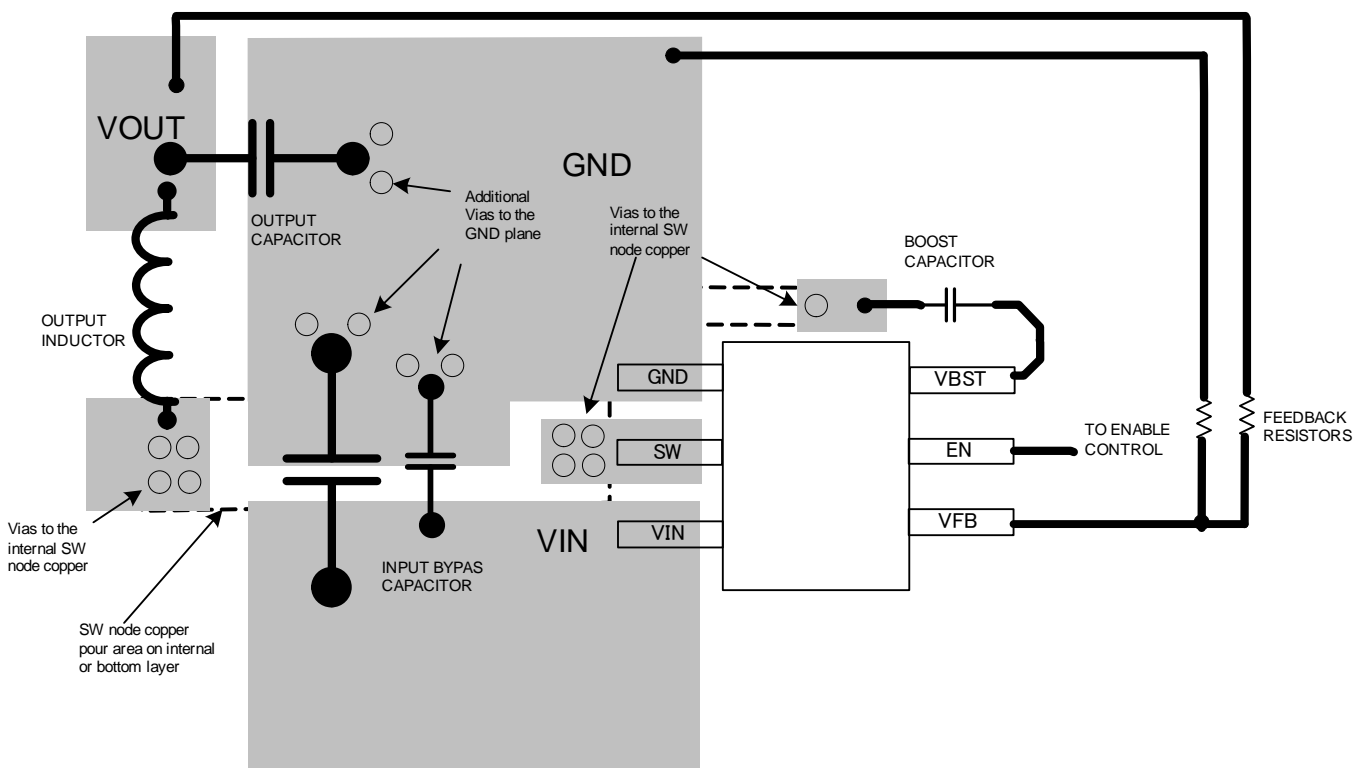 VOUT
GND
Additional
Vias to the
GND plane
Vias to the
internal SW
node copper
OUTPUT
CAPACITOR
BOOST
CAPACITOR
OUTPUT
INDUCTOR
GND
VBST
SW
EN
TO ENABLE
CONTROL
FEEDBACK
RESISTORS
VIN
VIN
VFB
Vias to the
internal SW
node copper
INPUT BYPAS
CAPACITOR
SW node copper
pour area on internal
or bottom layer